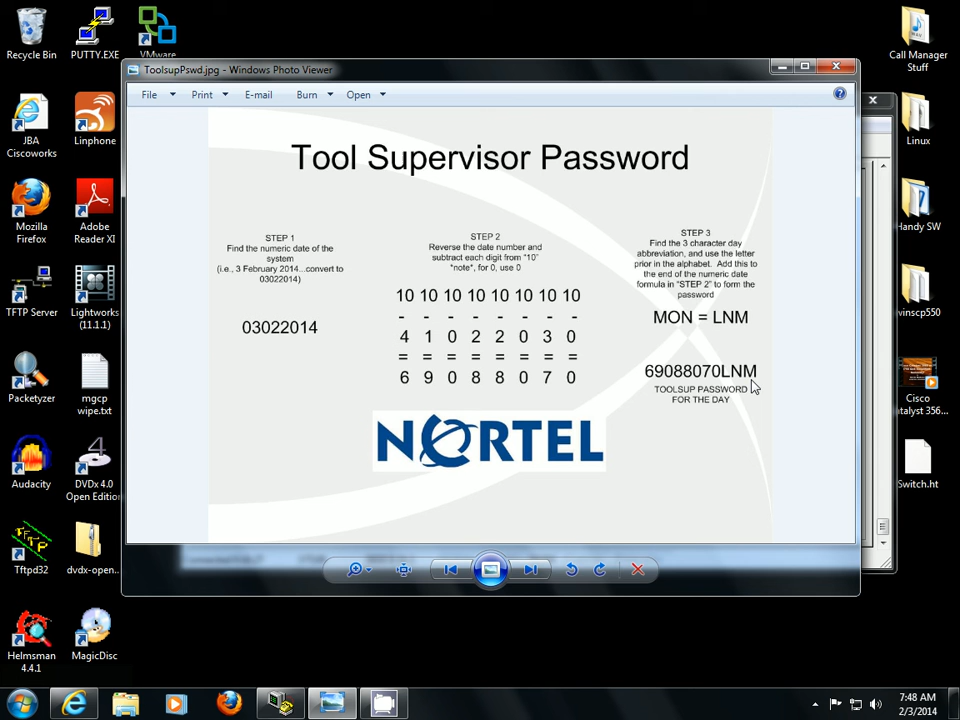 Recycle Bin
PUTTY.EXE
VMware
Call Manager
Stuff
ToolsupPswd.jpg - Windows Photo Viewer
File
Print
E-mail
Burn
Open
JBA
Ciscoworks
Linphone
Linux
Mozilla
Firefox
Adobe
Reader XI
Handy SW
TFTP Server
Lightworks
(11.1.1)
vinscp550
Packetyzer
mgcp
wipe.txt
Cisco
atalyst 356...
Audacity
DVDx 4.0
Open Edition
Switch.ht
Tftpd32
dvdx-open...
Helmsman
4.4.1
MagicDisc
Tool Supervisor Password
STEP 1
Find the numeric date of the
system
(i.e., 3 February 2014...convert to
03022014)
03022014
STEP 2
Reverse the date number and
subtract each digit from "10"
*note*, for 0, use 0
10 10 10 10 10 10 10 10
- - - - - - - -
4 1 0 2 2 0 3 0
= = = = = = = =
6 9 0 8 8 0 7 0
STEP 3
Find the 3 character day
abbreviation, and use the letter
prior in the alphabet. Add this to
the end of the numeric date
formula in "STEP 2" to form the
password
MON = LNM
69088070LNM
TOOLSUP PASSWORD
FOR THE DAY
NORTEL
7:48 AM
2/3/2014